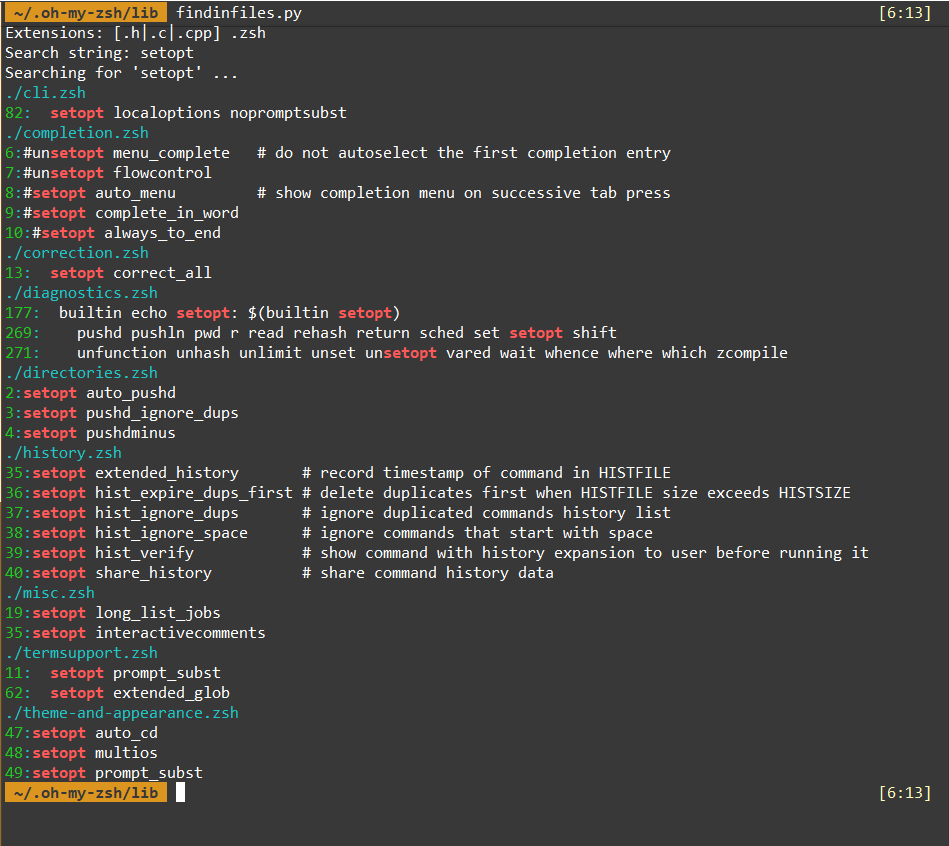 ~/.oh-my-zsh/lib findinfiles.py [6:13]
Extensions: [.h|.c|.cpp] .zsh
Search string: setopt
Searching for 'setopt' ...
./cli.zsh
82:  setopt localoptions nopromptsubst
./completion.zsh
6:#unsetopt menu_complete   # do not autoselect the first completion entry
7:#unsetopt flowcontrol
8:#setopt auto_menu         # show completion menu on successive tab press
9:#setopt complete_in_word
10:#setopt always_to_end
./correction.zsh
13:  setopt correct_all
./diagnostics.zsh
177:  builtin echo setopt: $(builtin setopt)
269:    pushd pushln pwd r read rehash return sched set setopt shift
271:    unfunction unhash unlimit unset unsetopt vared wait whence where which zcompile
./directories.zsh
2:setopt auto_pushd
3:setopt pushd_ignore_dups
4:setopt pushdminus
./history.zsh
35:setopt extended_history       # record timestamp of command in HISTFILE
36:setopt hist_expire_dups_first # delete duplicates first when HISTFILE size exceeds HISTSIZE
37:setopt hist_ignore_dups       # ignore duplicated commands history list
38:setopt hist_ignore_space      # ignore commands that start with space
39:setopt hist_verify            # show command with history expansion to user before running it
40:setopt share_history          # share command history data
./misc.zsh
19:setopt long_list_jobs
35:setopt interactivecomments
./termsupport.zsh
11:  setopt prompt_subst
62:  setopt extended_glob
./theme-and-appearance.zsh
47:setopt auto_cd
48:setopt multios
49:setopt prompt_subst
~/.oh-my-zsh/lib [6:13]